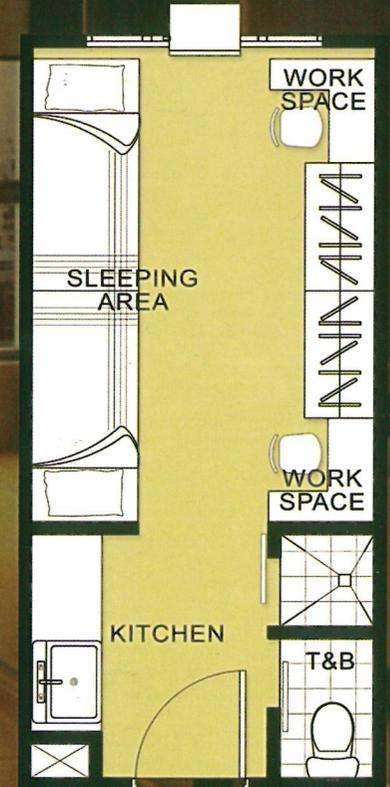 WORK
SPACE
SLEEPING
AREA
WORK
SPACE
KITCHEN
T&B